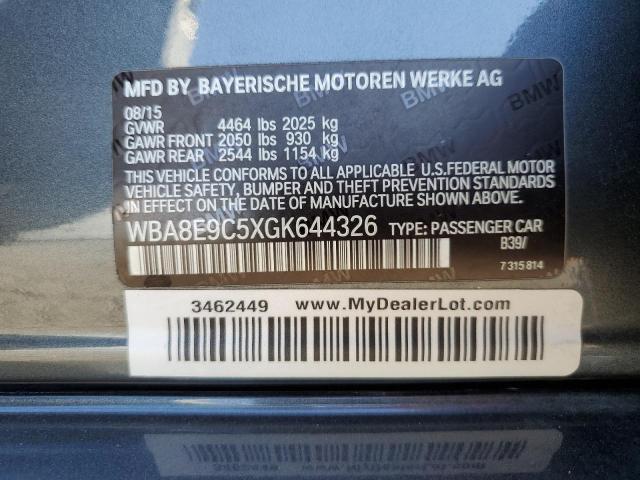 MFD BY BAYERISCHE MOTOREN WERKE AG
08/15
GVWR 4464 lbs 2025 kg
GAWR FRONT 2050 lbs 930 kg
GAWR REAR 2544 lbs 1154 kg
THIS VEHICLE CONFORMS TO ALL APPLICABLE U.S.FEDERAL MOTOR
VEHICLE SAFETY, BUMPER AND THEFT PREVENTION STANDARDS
IN EFFECT ON THE DATE OF MANUFACTURE SHOWN ABOVE.
WBA8E9C5XGK644326 TYPE: PASSENGER CAR
B39/
7 315 814
3462449 www.MyDealerLot.com